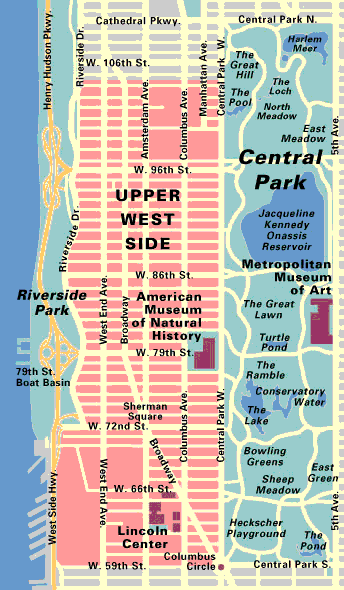 Cathedral Pkwy.
Central Park N.
Henry Hudson Pkwy.
Riverside Dr.
W. 106th St.
Amsterdam Ave.
Columbus Ave.
Manhattan Ave.
Central Park W.
Harlem
Meer
The
Great
Hill
The
Pool
The
Loch
North
Meadow
East
Meadow
5th Ave.
Central
Park
W. 96th St.
UPPER
WEST
SIDE
Riverside Dr.
Jacqueline
Kennedy
Onassis
Reservoir
W. 86th St.
Metropolitan
Museum
of Art
Riverside
Park
West End Ave.
Broadway
American
Museum
of Natural
History
The Great
Lawn
Turtle
Pond
W. 79th St.
79th St.
Boat Basin
The
Ramble
Conservatory
Water
The
Lake
Sherman
Square
Columbus Ave.
Central Park W.
W. 72nd St.
Broadway
Bowling
Greens
West End Ave.
Sheep
Meadow
East
Green
W. 66th St.
West Side Hwy.
5th Ave.
Lincoln
Center
Heckscher
Playground
The
Pond
Columbus
Circle
W. 59th St.
Central Park S.